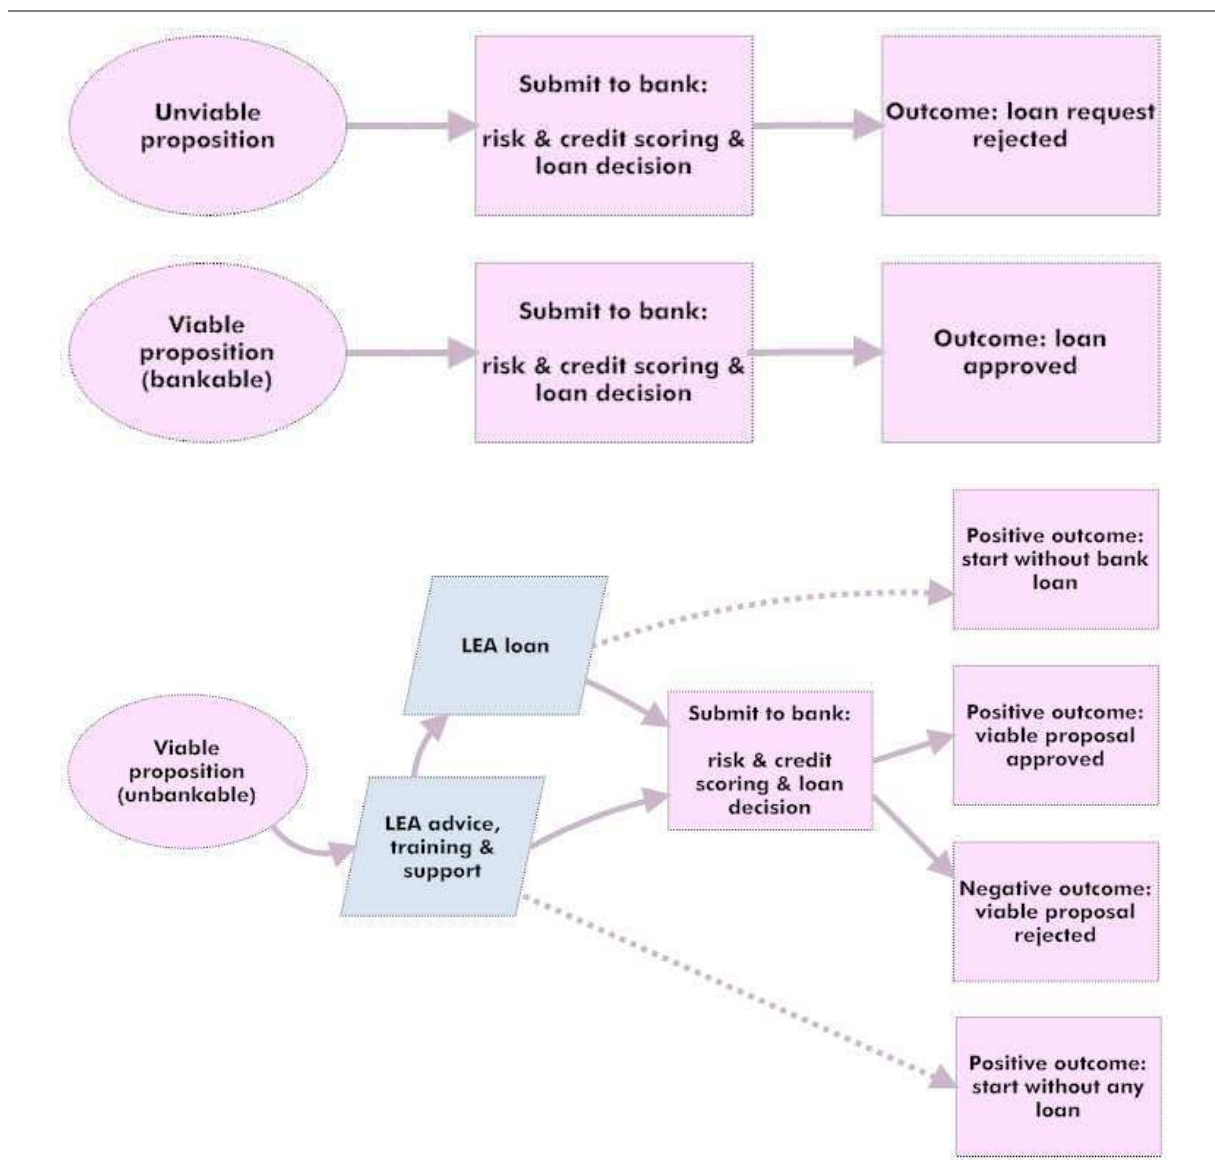 Unviable
proposition
Submit to bank:
risk & credit scoring &
loan decision
Outcome: loan request
rejected
Viable
proposition
(bankable)
Submit to bank:
risk & credit scoring &
loan decision
Outcome: loan
approved
Positive outcome:
start without bank
loan
LEA loan
Viable
proposition
(unbankable)
LEA advice,
training &
support
Submit to bank:
risk & credit
scoring & loan
decision
Positive outcome:
viable proposal
approved
Negative outcome:
viable proposal
rejected
Positive outcome:
start without any
loan